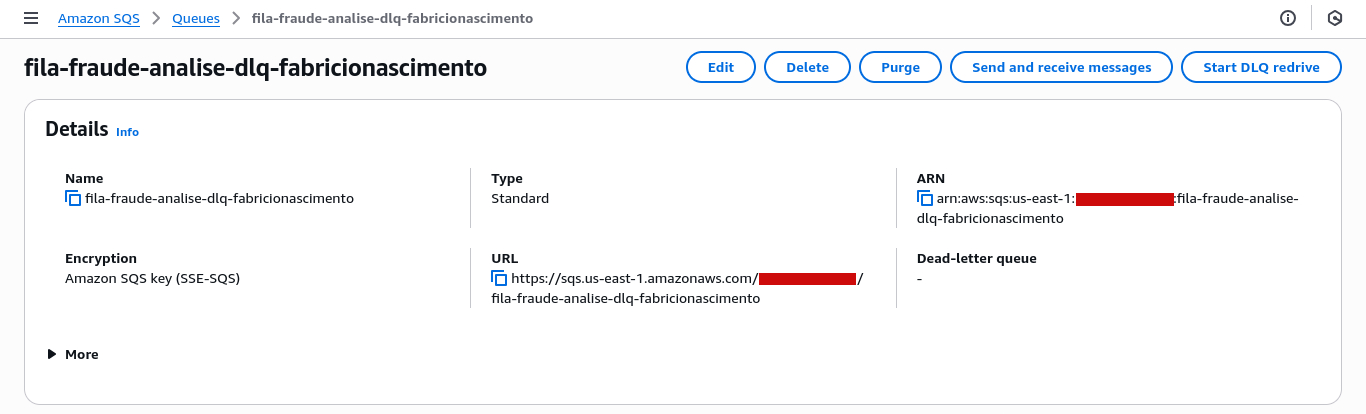 Amazon SQS > Queues > fila-fraude-analise-dlq-fabricionascimento
fila-fraude-analise-dlq-fabricionascimento
Edit
Delete
Purge
Send and receive messages
Start DLQ redrive
Details Info
Name
fila-fraude-analise-dlq-fabricionascimento
Type
Standard
ARN
arn:aws:sqs:us-east-1: :fila-fraude-analise-
dlq-fabricionascimento
Encryption
Amazon SQS key (SSE-SQS)
URL
https://sqs.us-east-1.amazonaws.com/ /
fila-fraude-analise-dlq-fabricionascimento
Dead-letter queue
-
More